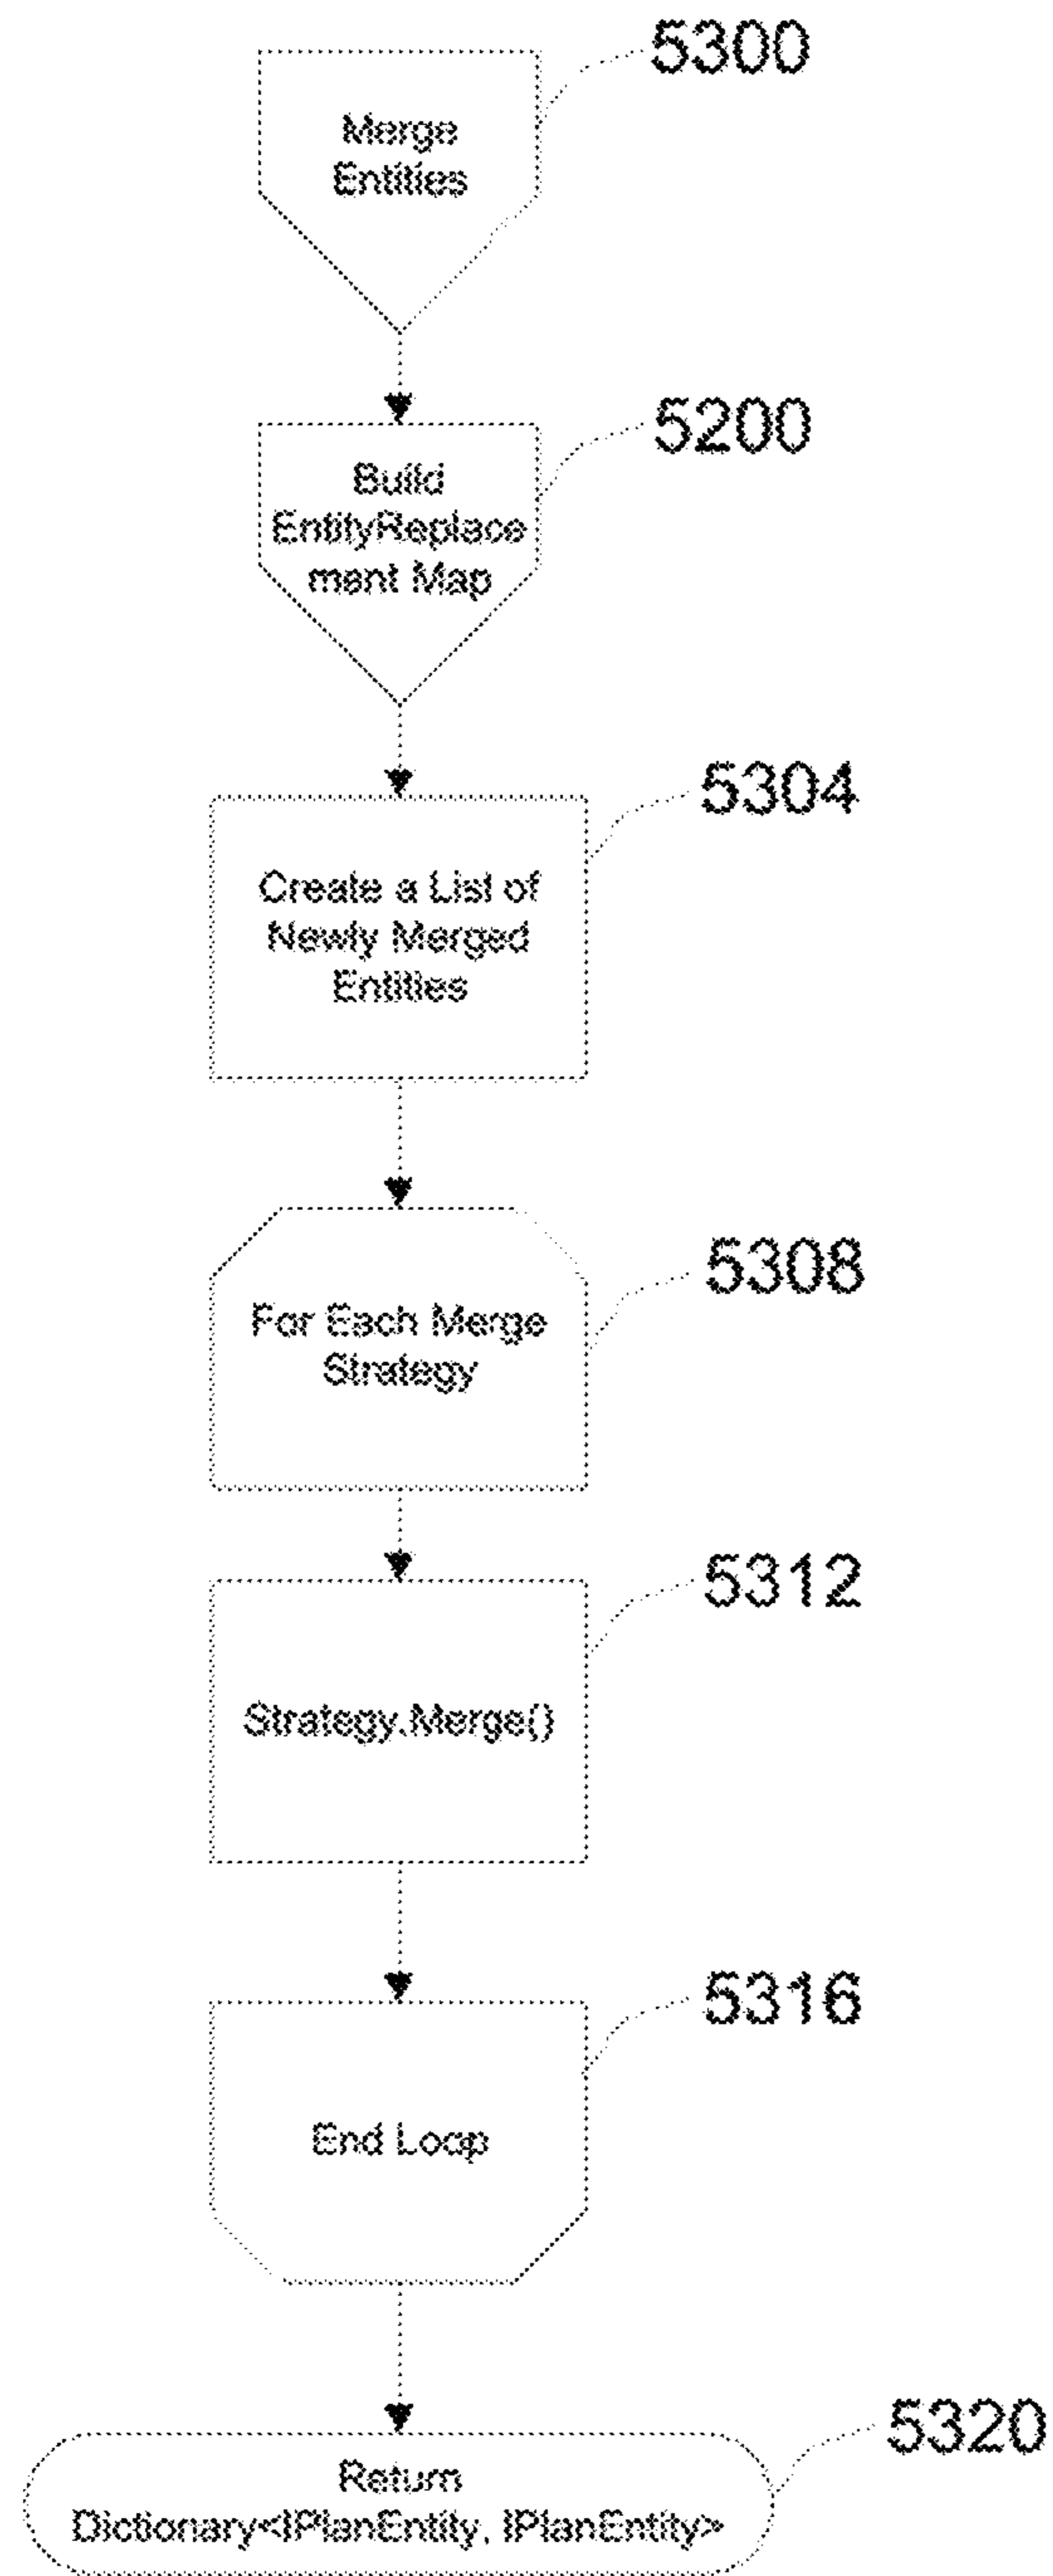 5300
Merge
Entities
5200
Build
EntityReplace
ment Map
5304
Create a List of
Newly Merged
Entities
5308
For Each Merge
Strategy
5312
Strategy.Merge()
5316
End Loop
5320
Return
Dictionary<IPlanEntity, IPlanEntity>